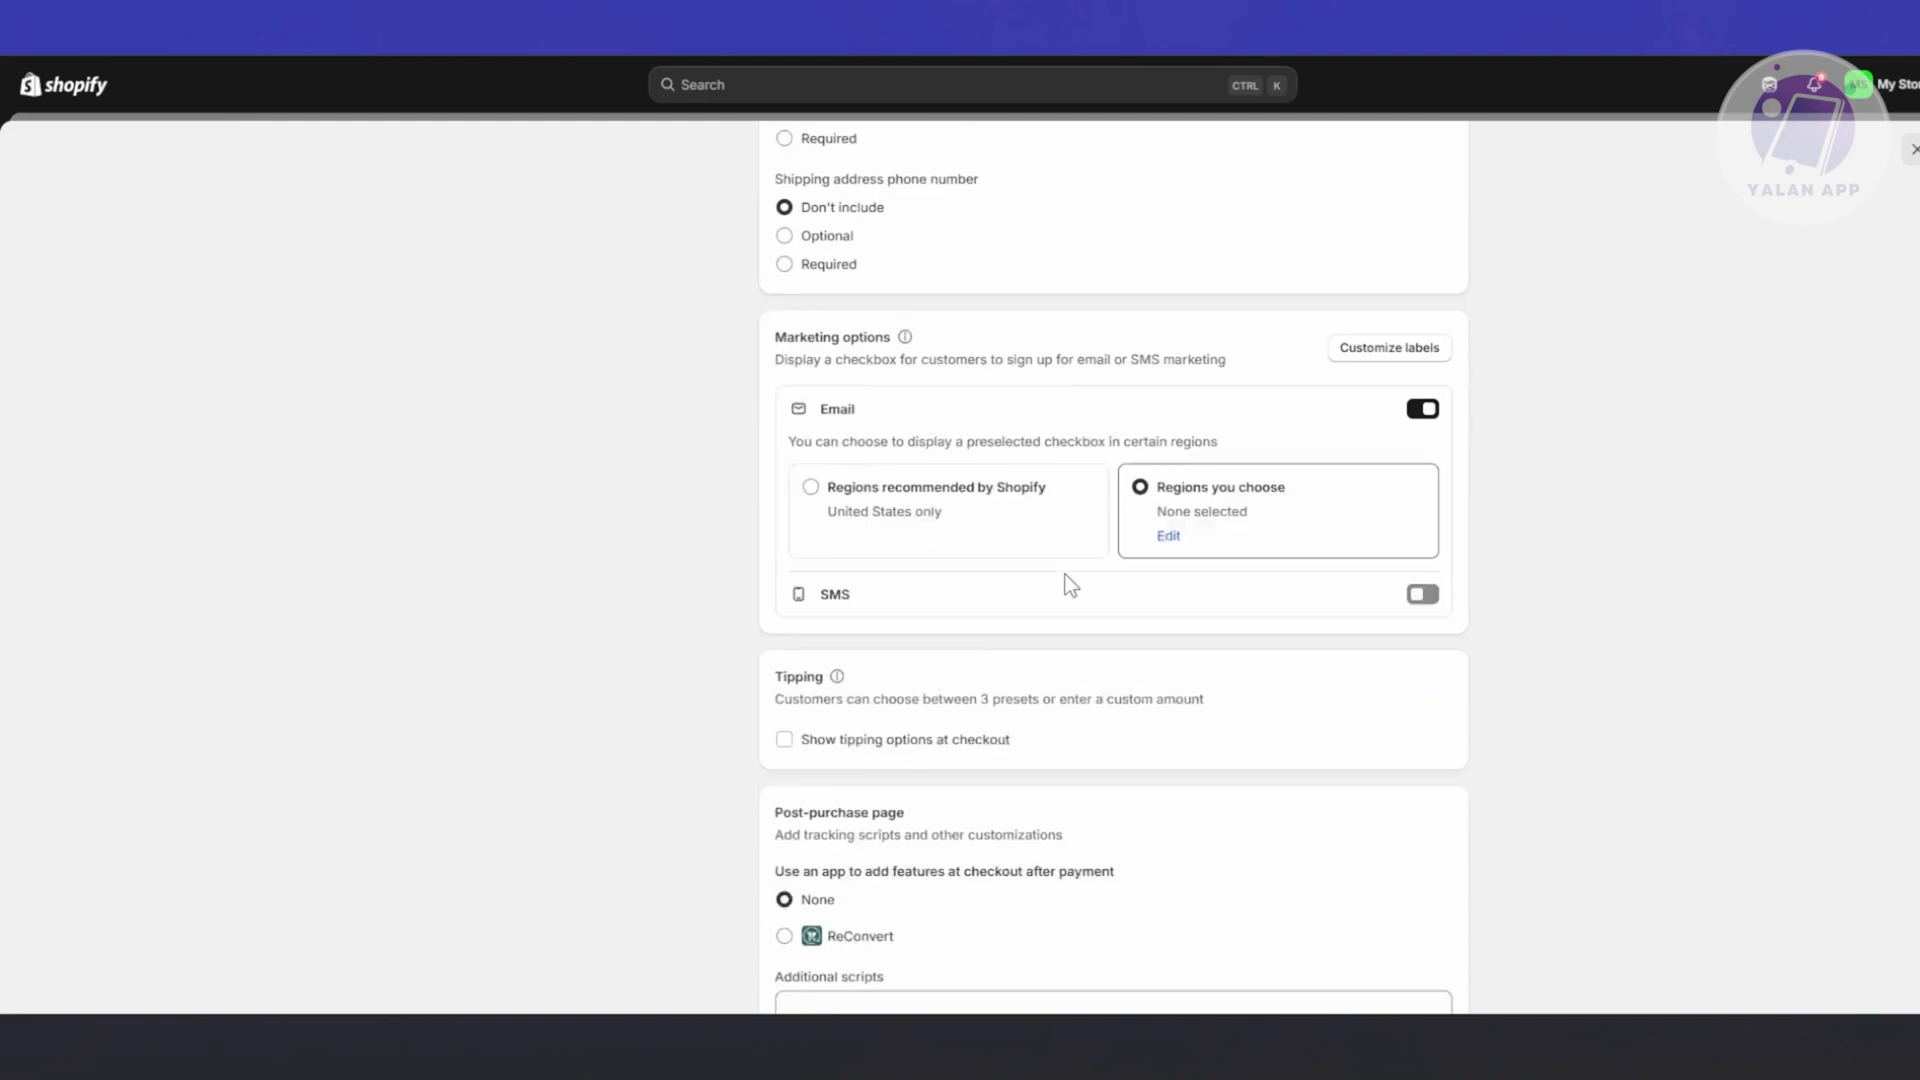 shopify
Search
CTRL K
MS
My Sto
YALAN APP
Required
Shipping address phone number
Don't include
Optional
Required
Marketing options
Display a checkbox for customers to sign up for email or SMS marketing
Customize labels
Email
You can choose to display a preselected checkbox in certain regions
Regions recommended by Shopify
United States only
Regions you choose
None selected
Edit
SMS
Tipping
Customers can choose between 3 presets or enter a custom amount
Show tipping options at checkout
Post-purchase page
Add tracking scripts and other customizations
Use an app to add features at checkout after payment
None
ReConvert
Additional scripts